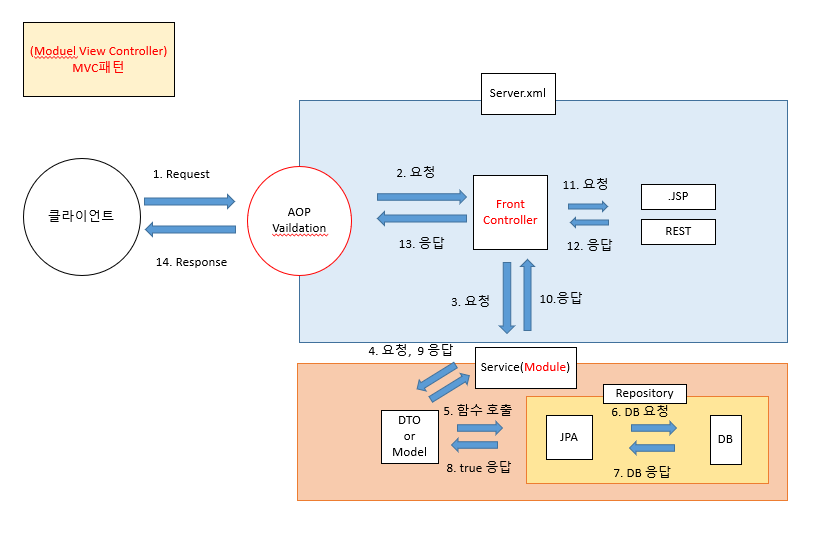 (Moduel View Controller)
MVC패턴
Server.xml
클라이언트
1. Request
14. Response
AOP
Vaildation
2. 요청
13. 응답
Front
Controller
11. 요청
12. 응답
.JSP
REST
3. 요청
10.응답
4. 요청, 9 응답
Service(Module)
DTO
or
Model
5. 함수 호출
8. true 응답
Repository
JPA
6. DB 요청
7. DB 응답
DB